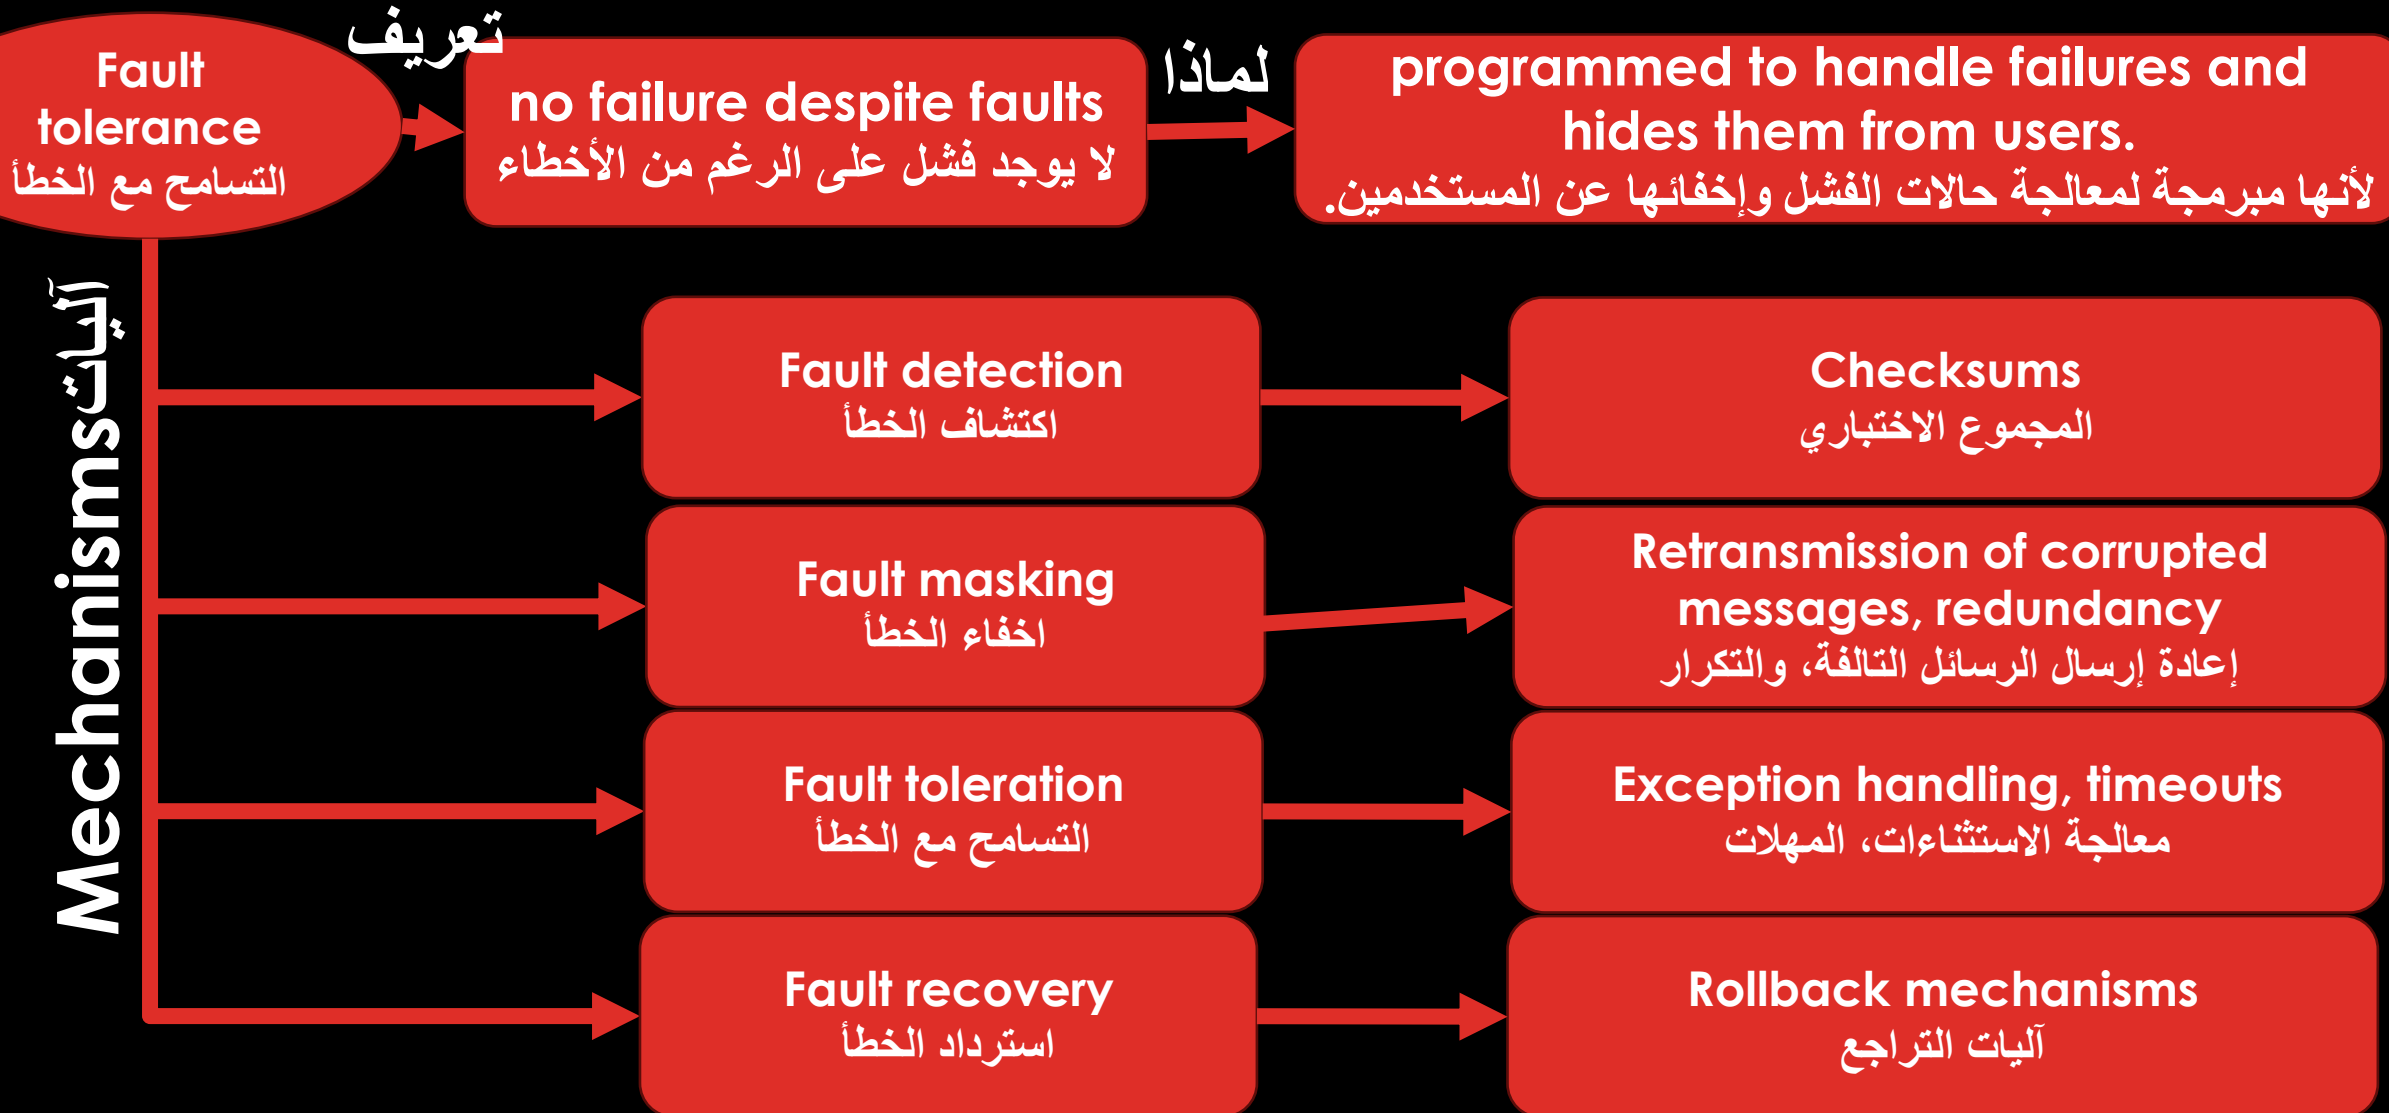 Fault
tolerance
التسامح مع الخطأ
تعريف
no failure despite faults
لا يوجد فشل على الرغم من الأخطاء
لماذا
programmed to handle failures and
hides them from users.
لأنها مبرمجة لمعالجة حالات الفشل وإخفائها عن المستخدمين.
Mechanismsآليات
Fault detection
اكتشاف الخطأ
Checksums
المجموع الاختباري
Fault masking
اخفاء الخطأ
Retransmission of corrupted
messages, redundancy
إعادة إرسال الرسائل التالفة، والتكرار
Fault toleration
التسامح مع الخطأ
Exception handling, timeouts
معالجة الاستثناءات، المهلات
Fault recovery
استرداد الخطأ
Rollback mechanisms
آليات التراجع